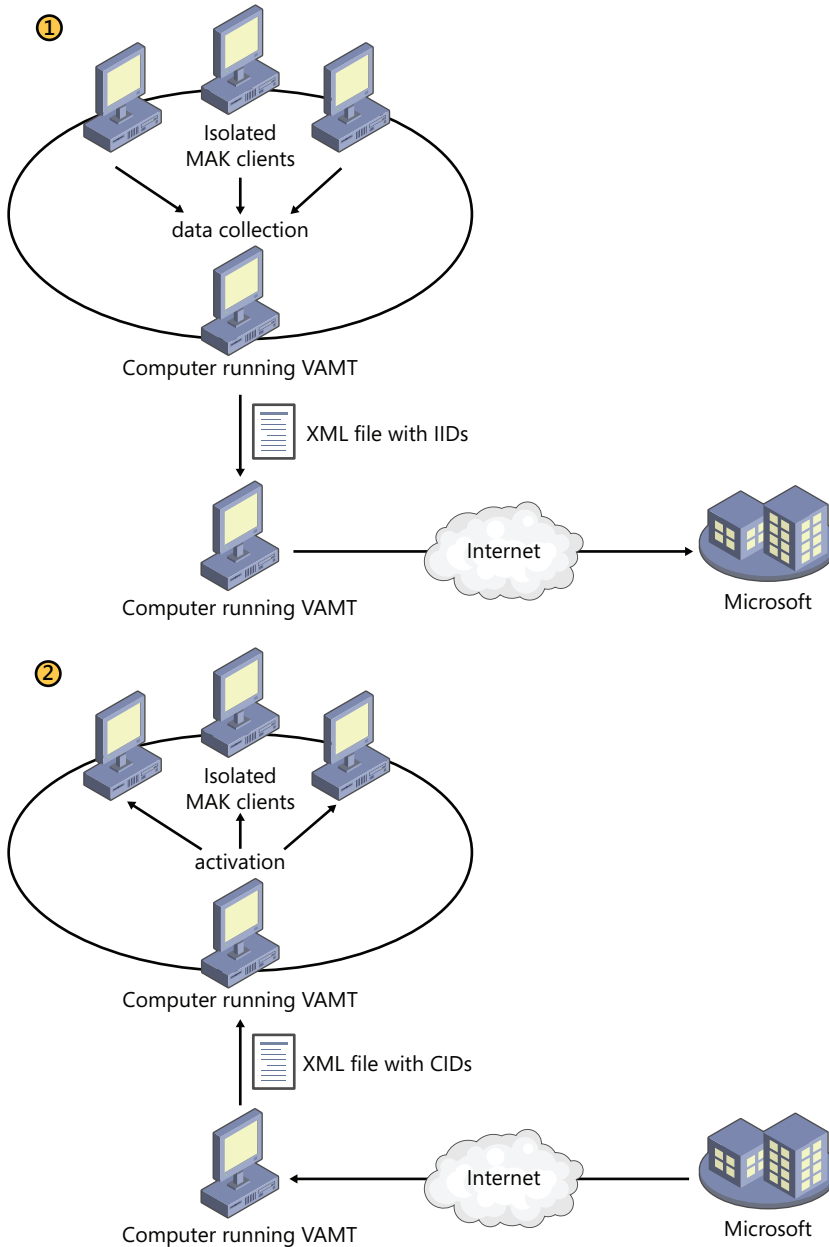 1
Isolated
MAK clients
data collection
Computer running VAMT
XML file with IIDs
Internet
Computer running VAMT
Microsoft
2
Isolated
MAK clients
activation
Computer running VAMT
XML file with CIDs
Internet
Computer running VAMT
Microsoft